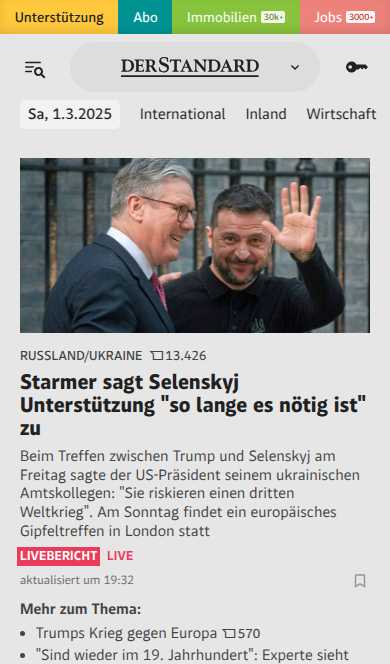 Unterstützung Abo Immobilien 30k+ Jobs 3000+
DERSTANDARD
Sa, 1.3.2025 International Inland Wirtschaft
RUSSLAND/UKRAINE 13.426
Starmer sagt Selenskyj
Unterstützung "so lange es nötig ist"
zu
Beim Treffen zwischen Trump und Selenskyj am
Freitag sagte der US-Präsident seinem ukrainischen
Amtskollegen: "Sie riskieren einen dritten
Weltkrieg". Am Sonntag findet ein europäisches
Gipfeltreffen in London statt
LIVEBERICHT LIVE
aktualisiert um 19:32
Mehr zum Thema:
• Trumps Krieg gegen Europa 570
• "Sind wieder im 19. Jahrhundert": Experte sieht